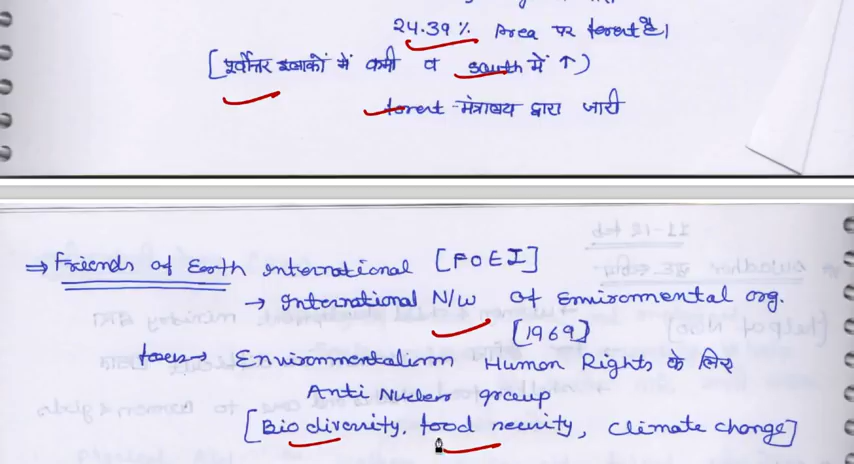 24.39 % Area पर forest है।
[पूर्वोत्तर इलाकों में कमी व south में ↑)
forest मंत्रालय द्वारा जारी
⇒ Friends of Earth International [FOEI]
→ International N/W of Environmental org.
[1969]
→ Environmentalism Human Rights के लिए
Anti Nuclear group
[Bio diversity, food security, climate change]